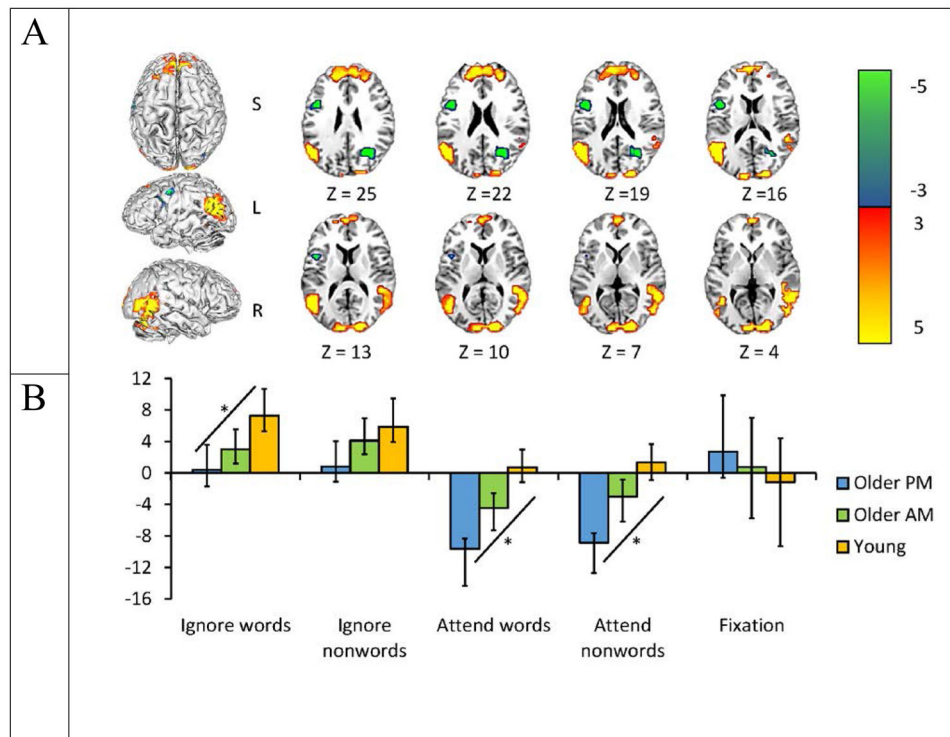 A
S
L
R
Z = 25
Z =22
Z =19
Z =16
Z = 13
Z = 10
Z = 7
Z = 4
-5
-3
3
5
B
12
8
4
0
-4
-8
-12
-16
*
*
*
Ignore words
Ignore nonwords
Attend words
Attend nonwords
Fixation
Older PM
Older AM
Young